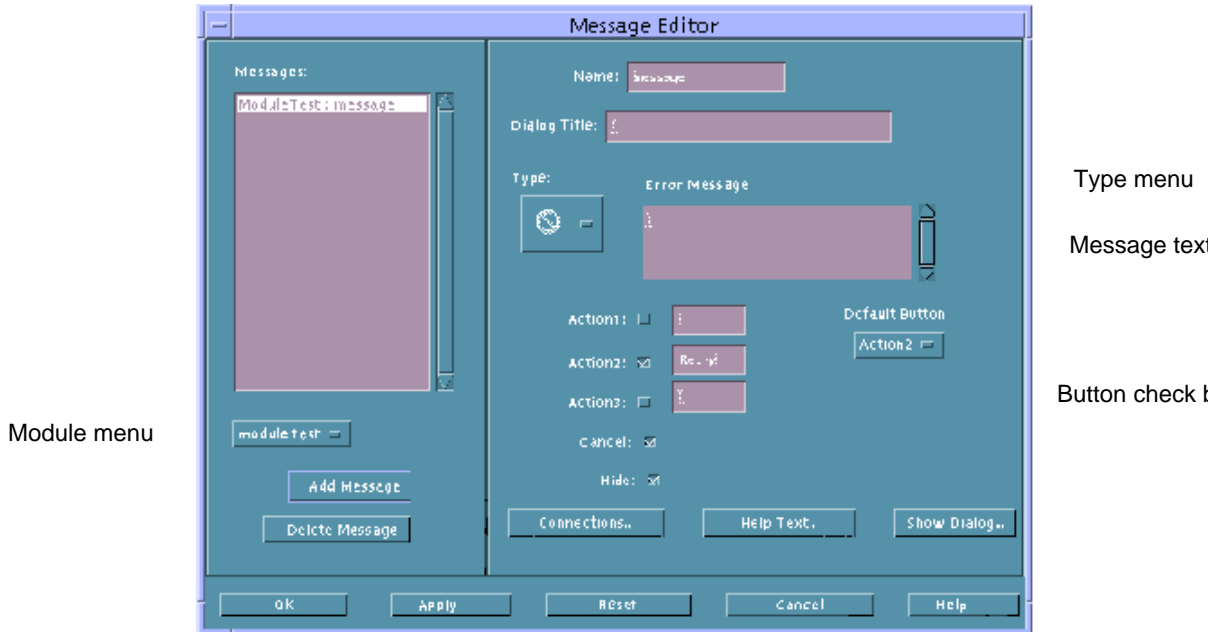 Message Editor
Messages:
ModuleTest: message
moduletest
Add Message
Delete Message
Name: message
Dialog Title:
Type:
Error Message
Action1:
Action2:
Action3:
Cancel:
Hide:
Default Button
Action2
Connections..
Help Text.
Show Dialog..
OK
Apply
Reset
Cancel
Help
Module menu
Type menu
Message text
Button check b